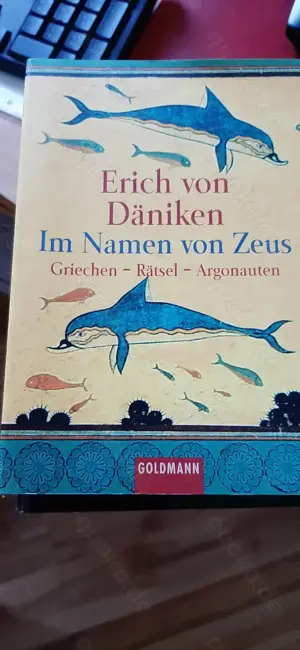 Erich von
Däniken
Im Namen von Zeus
Griechen – Rätsel – Argonauten
GOLDMANN